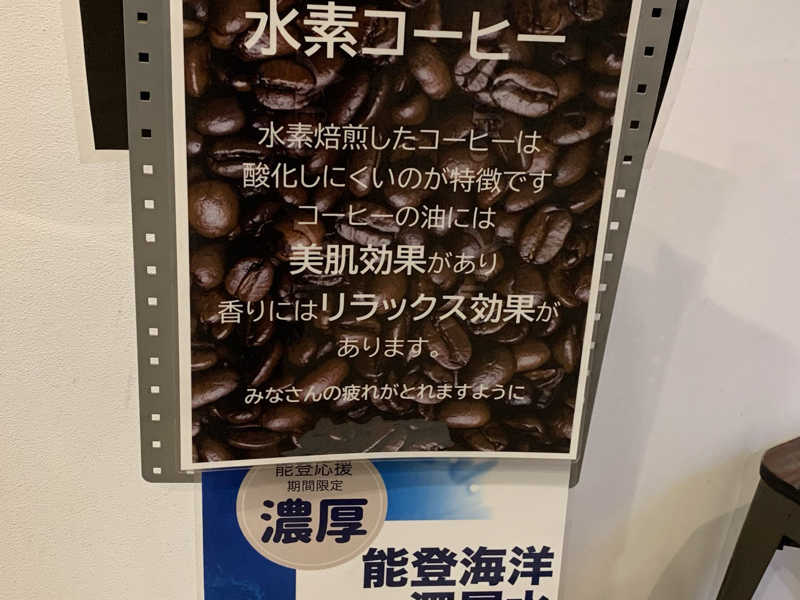 水素コーヒー
水素焙煎したコーヒーは
酸化しにくいのが特徴です
コーヒーの油には
美肌効果があり
香りにはリラックス効果が
あります。
みなさんの疲れがとれますように
能登応援
期間限定
濃厚
能登海洋